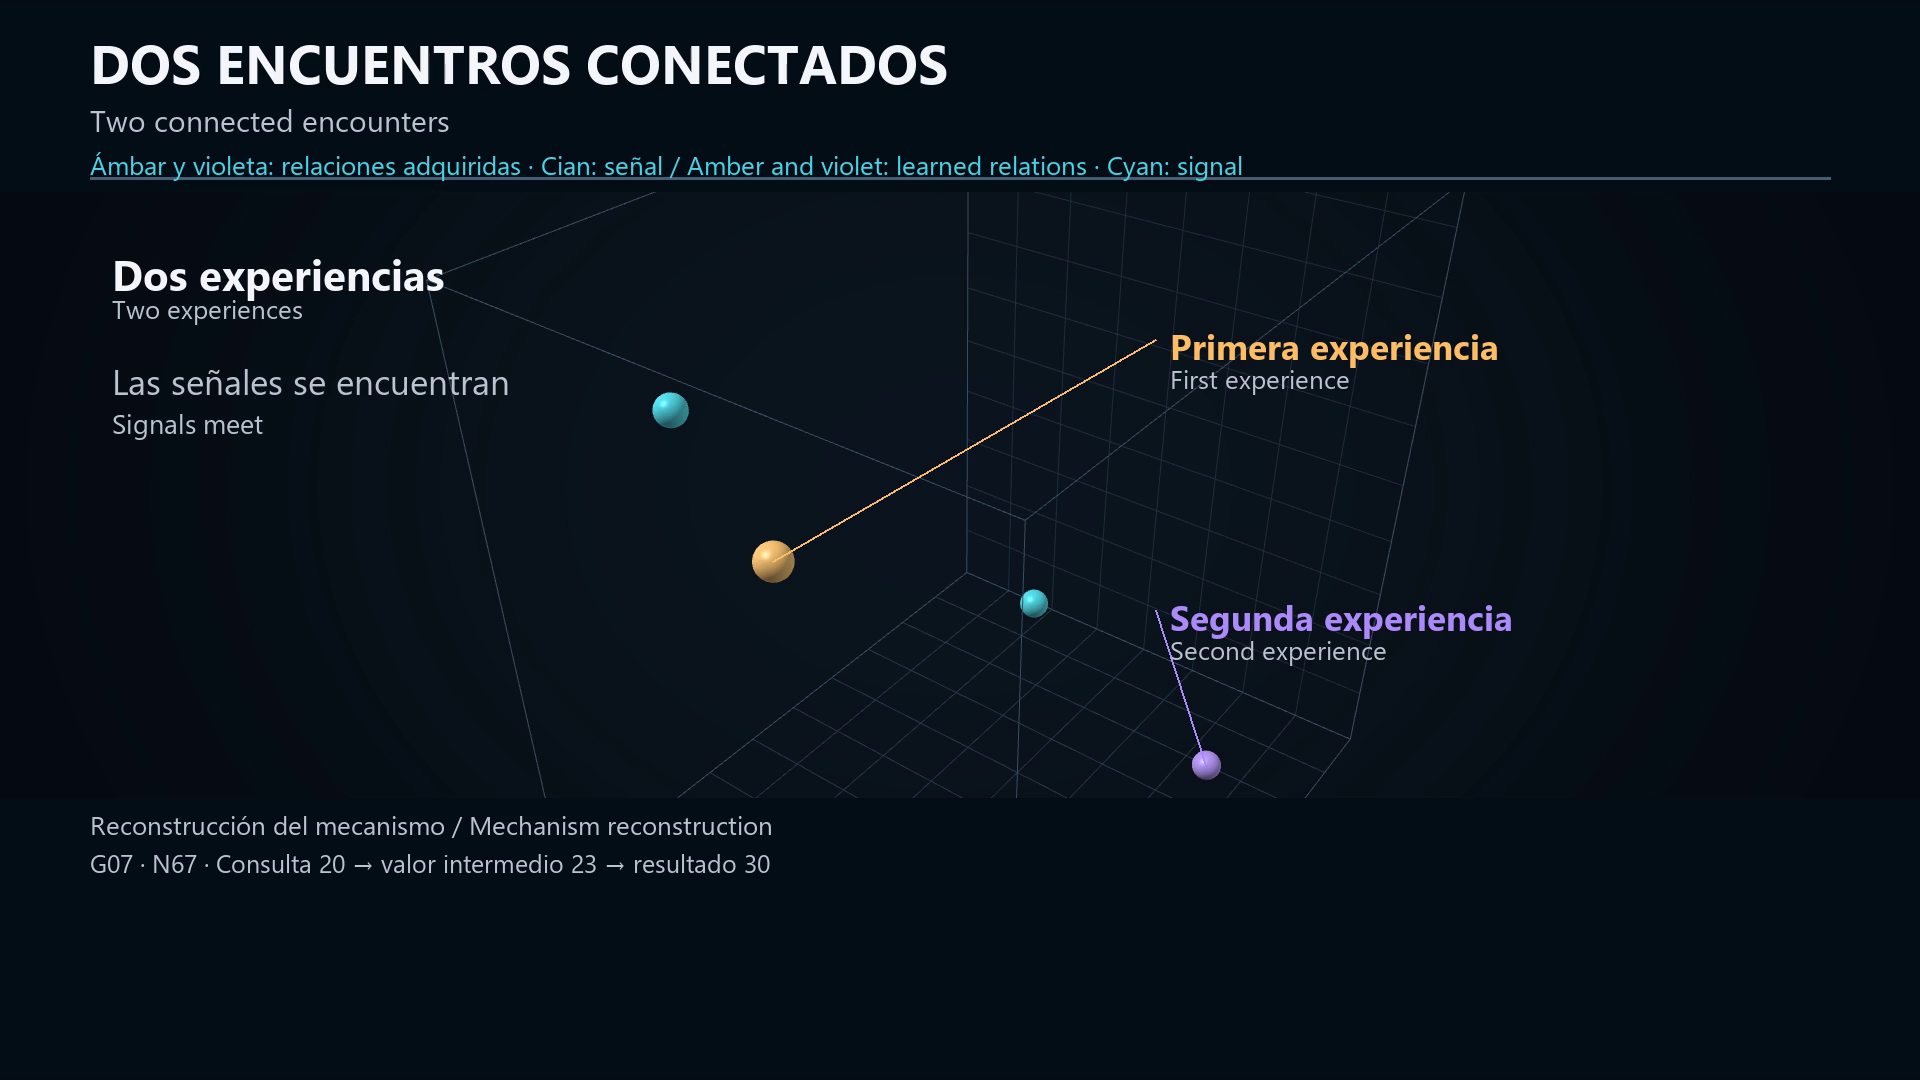 DOS ENCUENTROS CONECTADOS
Two connected encounters
Ámbar y violeta: relaciones adquiridas · Cian: señal / Amber and violet: learned relations · Cyan: signal
Dos experiencias
Two experiences
Las señales se encuentran
Signals meet
Primera experiencia
First experience
Segunda experiencia
Second experience
Reconstrucción del mecanismo / Mechanism reconstruction
G07 · N67 · Consulta 20 → valor intermedio 23 → resultado 30